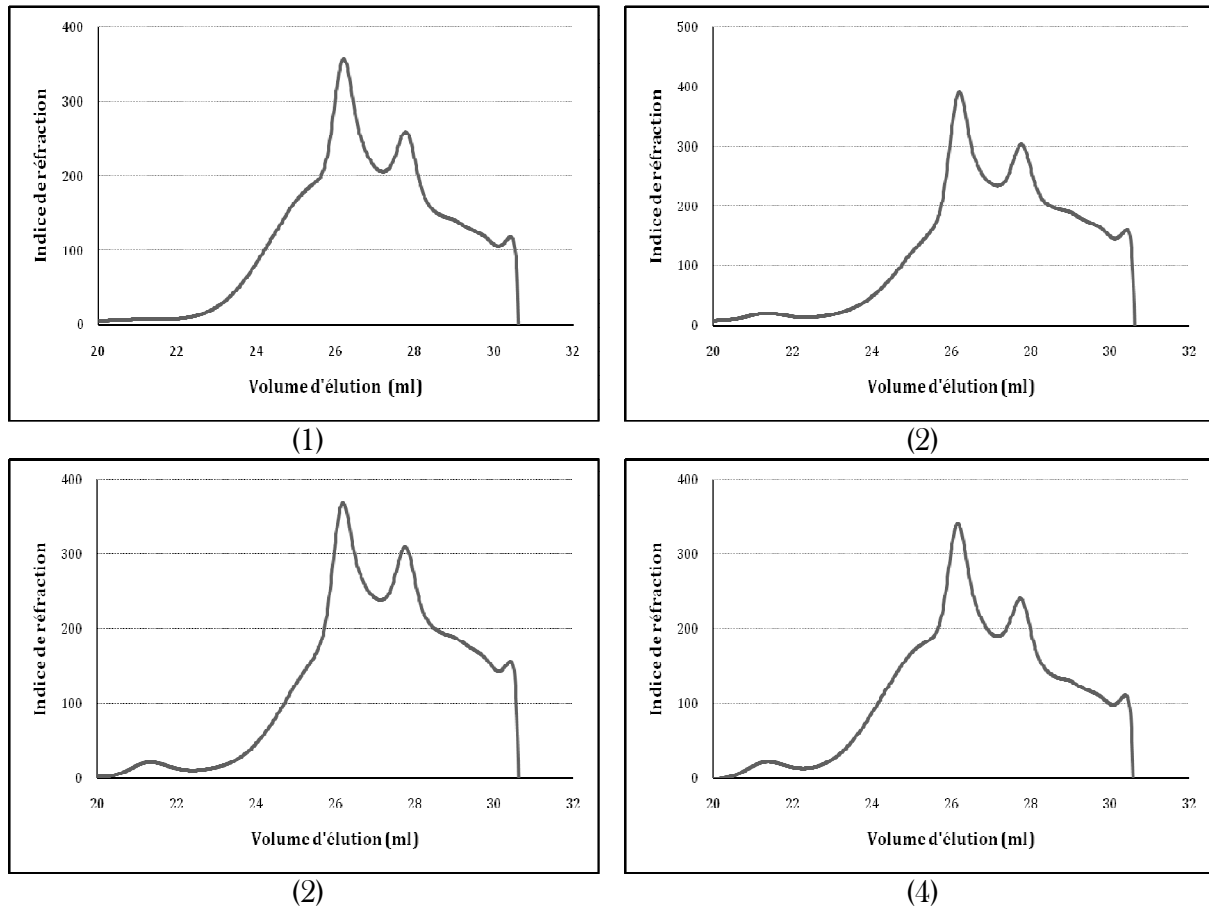 400
300
200
100
0
20 22 24 26 28 30 32
Indice de réfraction
Volume d'élution (ml)
(1)
500
400
300
200
100
0
20 22 24 26 28 30 32
Indice de réfraction
Volume d'élution (ml)
(2)
400
300
200
100
0
20 22 24 26 28 30 32
Indice de réfraction
Volume d'élution (ml)
(2)
400
300
200
100
0
20 22 24 26 28 30 32
Indice de réfraction
Volume d'élution (ml)
(4)